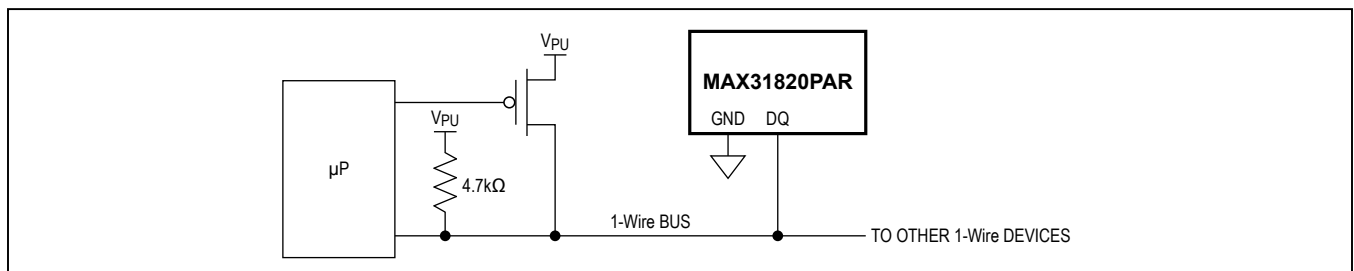 VPU
MAX31820PAR
GND DQ
VPU
µP
4.7kΩ
1-Wire BUS
TO OTHER 1-Wire DEVICES